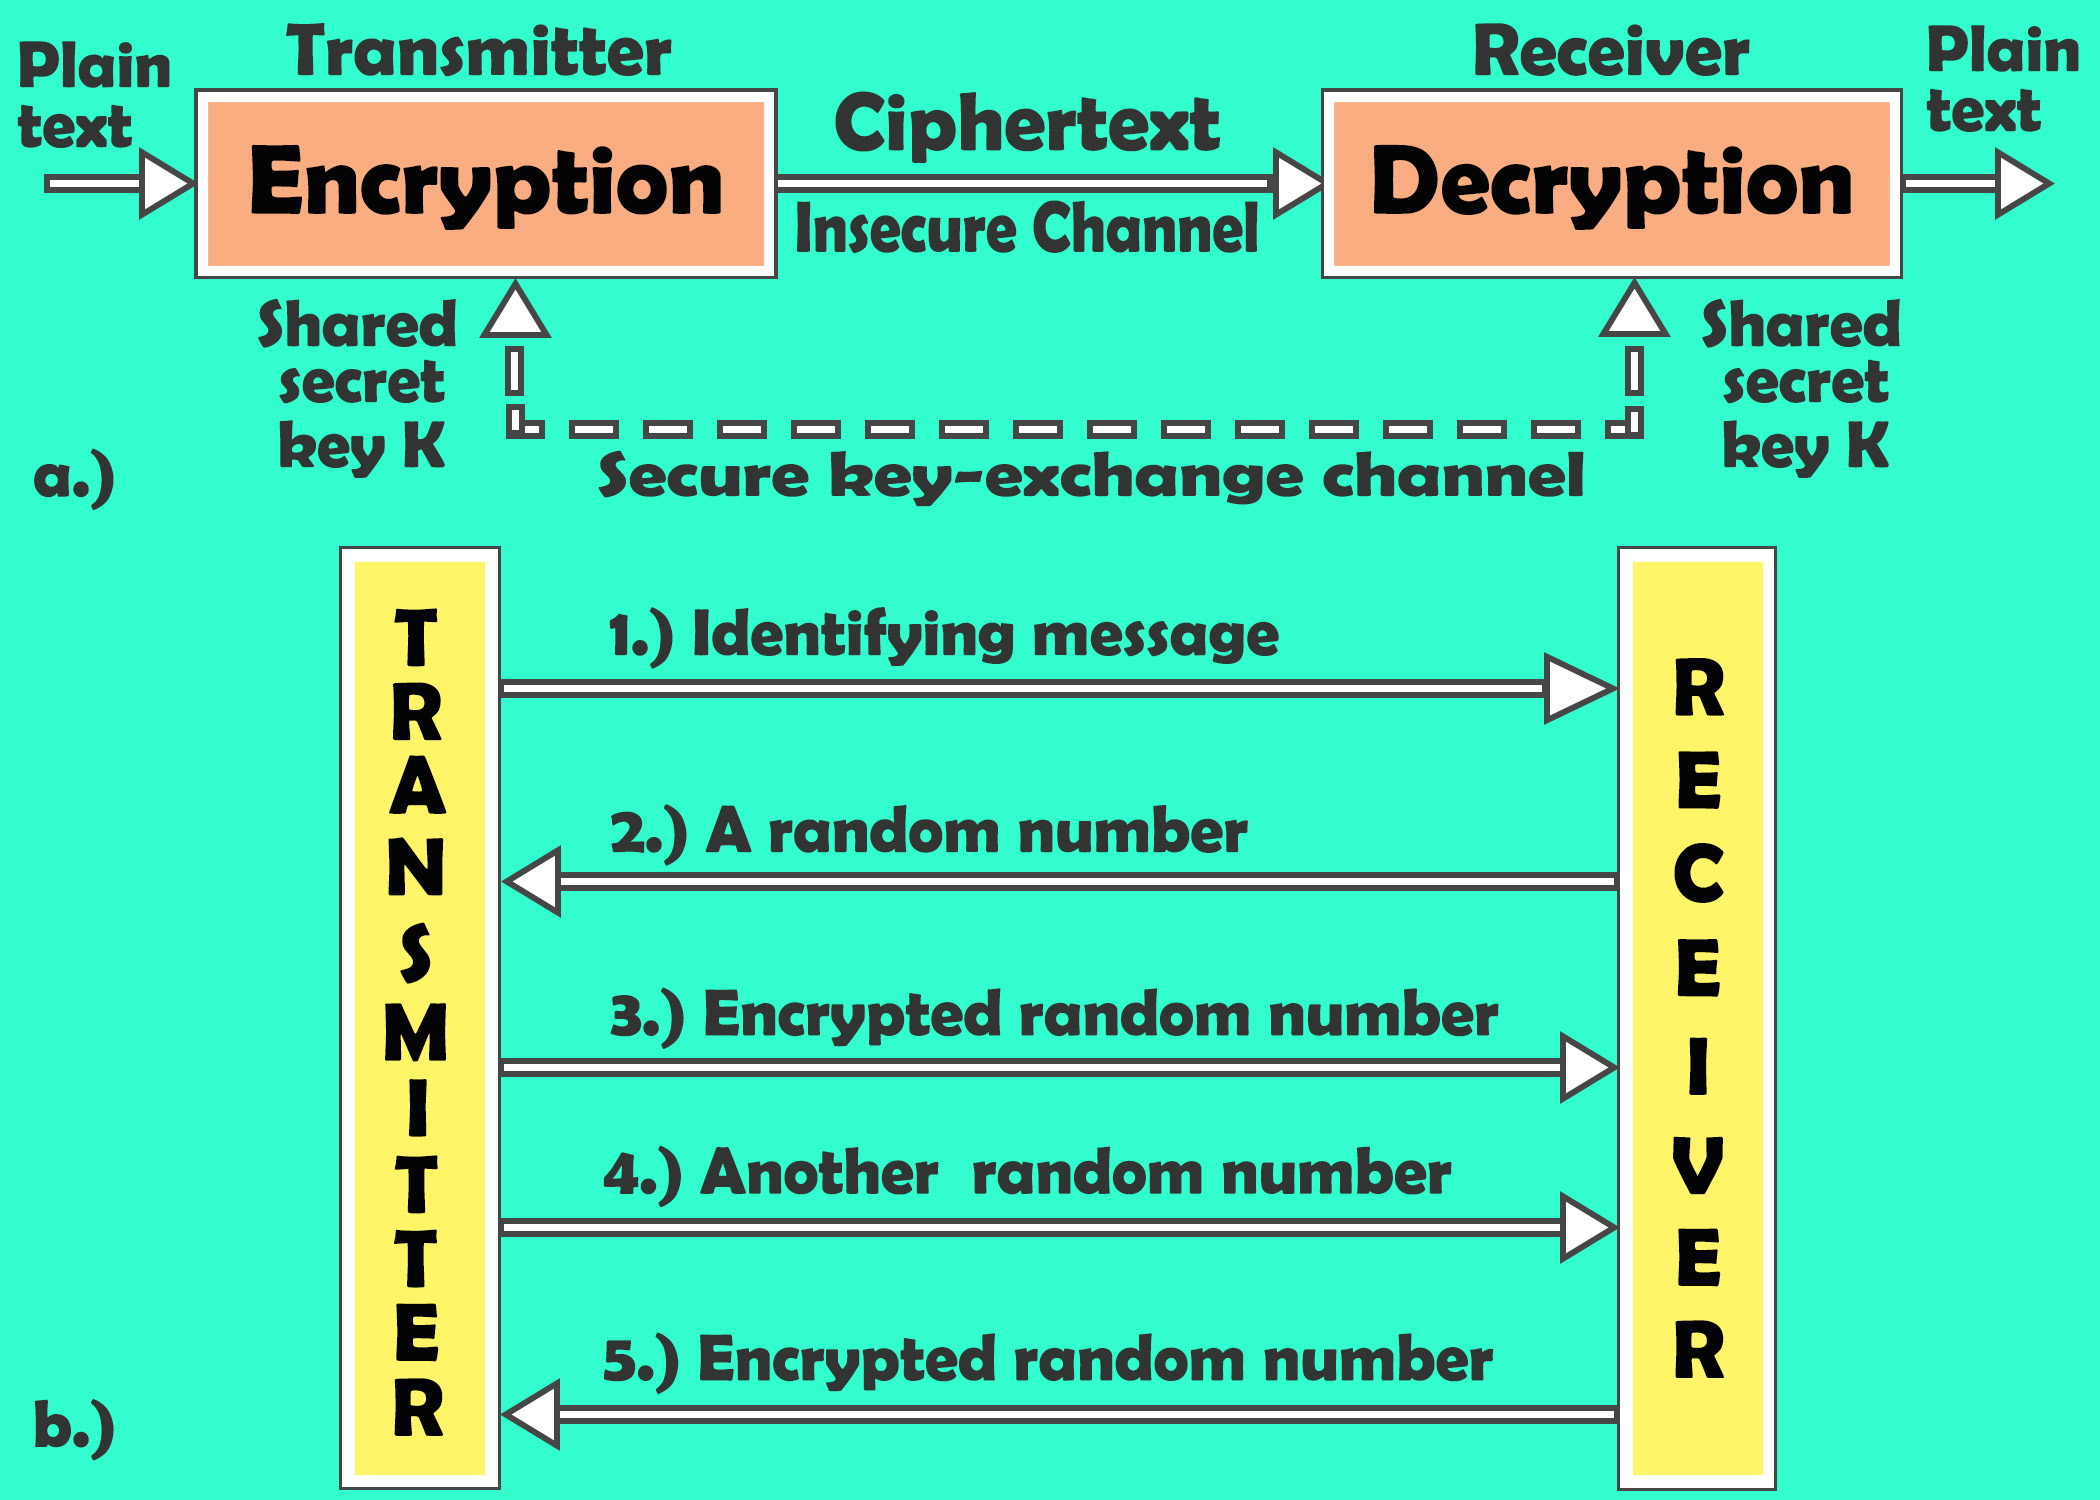 Transmitter
Receiver
Plain
text
Plain
text
Encryption
Ciphertext
Insecure Channel
Decryption
Shared
secret
key K
Shared
secret
key K
Secure key-exchange channel
a.)
TRANSMITTER
RECEIVER
1.) Identifying message
2.) A random number
3.) Encrypted random number
4.) Another random number
5.) Encrypted random number
b.)